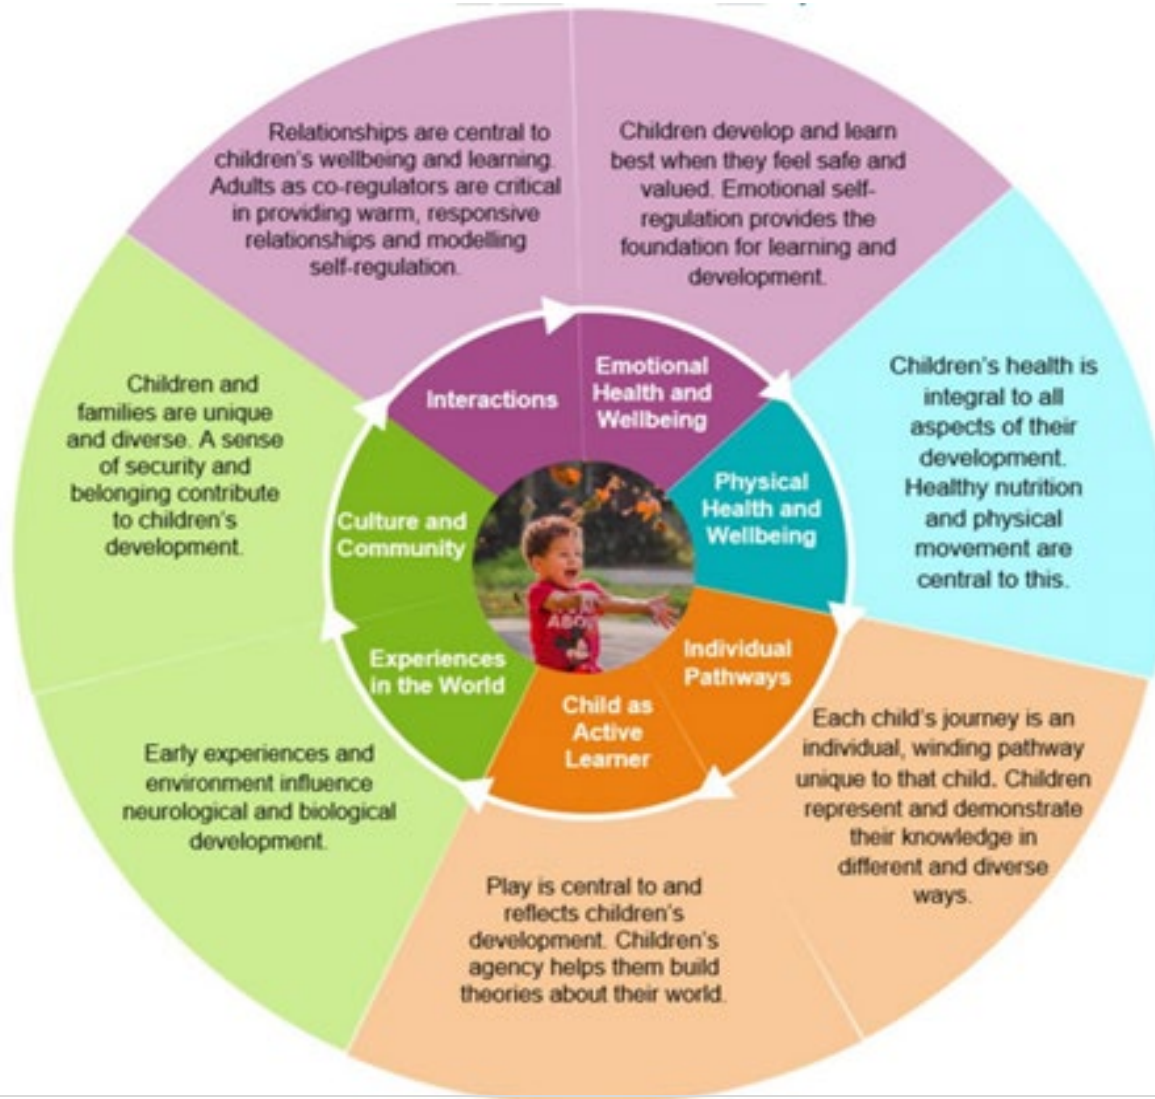 Relationships are central to
children's wellbeing and learning.
Adults as co-regulators are critical
in providing warm, responsive
relationships and modelling
self-regulation.
Children develop and learn
best when they feel safe and
valued. Emotional self-
regulation provides the
foundation for learning and
development.
Children's health is
integral to all
aspects of their
development.
Healthy nutrition
and physical
movement are
central to this.
Each child's journey is an
individual, winding pathway
unique to that child. Children
represent and demonstrate
their knowledge in
different and diverse
ways.
Play is central to and
reflects children's
development. Children's
agency helps them build
theories about their world.
Early experiences and
environment influence
neurological and biological
development.
Children and
families are unique
and diverse. A sense
of security and
belonging contribute
to children's
development.
Interactions
Emotional
Health and
Wellbeing
Physical
Health and
Wellbeing
Individual
Pathways
Child as
Active
Learner
Experiences
in the World
Culture and
Community